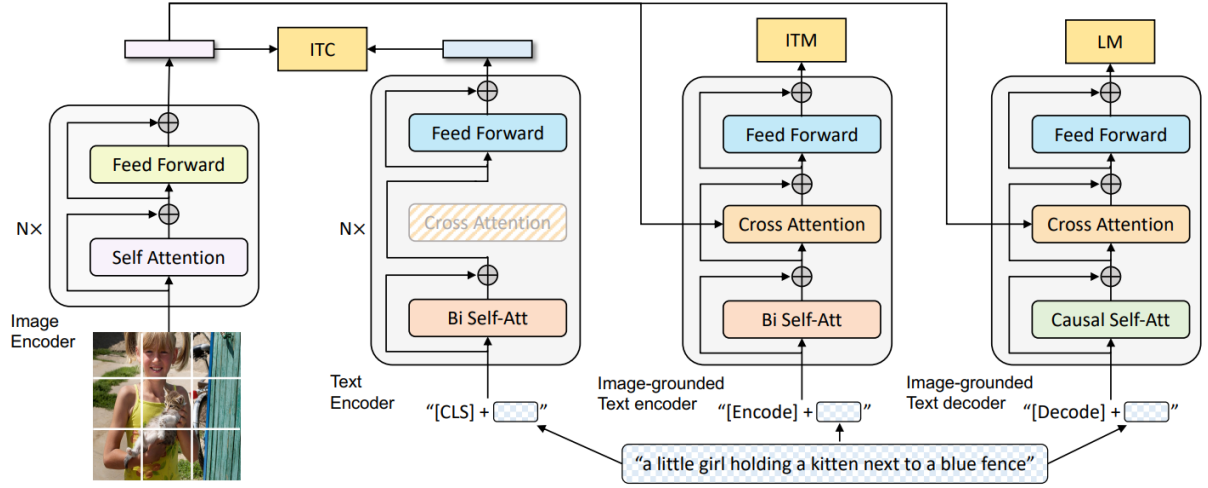 ITC
ITM
LM
Feed Forward
Self Attention
N×
Image
Encoder
Feed Forward
Cross Attention
Bi Self-Att
N×
Text
Encoder
"[CLS] + "
Feed Forward
Cross Attention
Bi Self-Att
Image-grounded
Text encoder
"[Encode] + "
Feed Forward
Cross Attention
Causal Self-Att
Image-grounded
Text decoder
"[Decode] + "
"a little girl holding a kitten next to a blue fence"